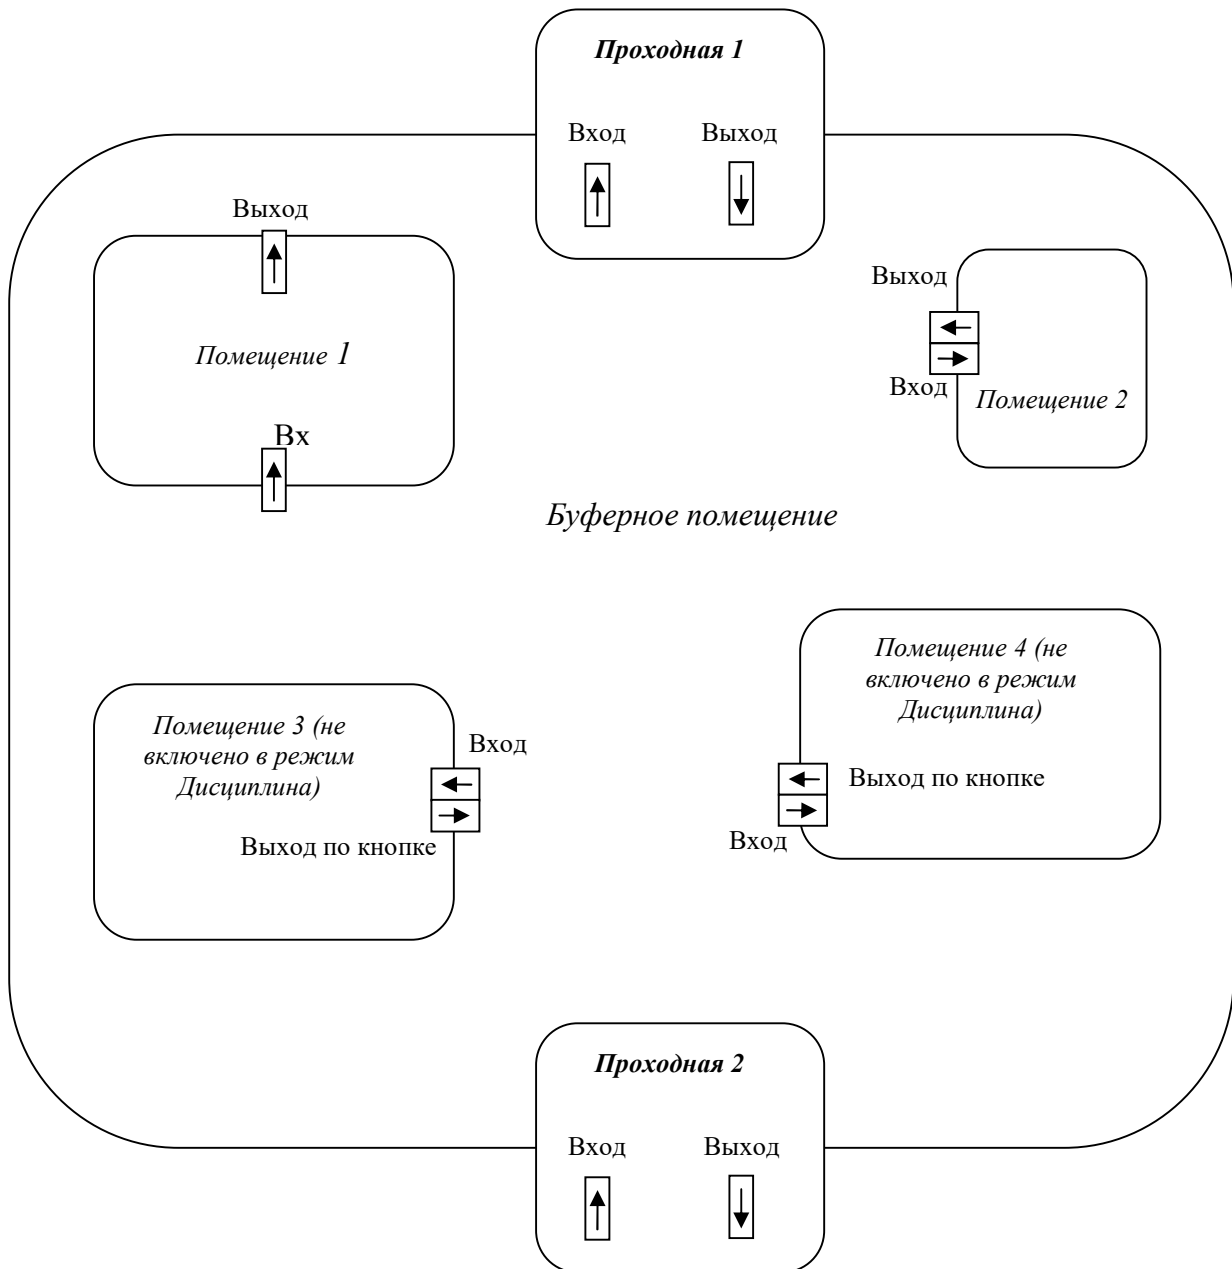 Проходная 1
Вход
Выход
Выход
Помещение 1
Вх
Выход
Вход
Помещение 2
Буферное помещение
Помещение 3 (не
включено в режим
Дисциплина)
Вход
Выход по кнопке
Помещение 4 (не
включено в режим
Дисциплина)
Выход по кнопке
Вход
Проходная 2
Вход
Выход